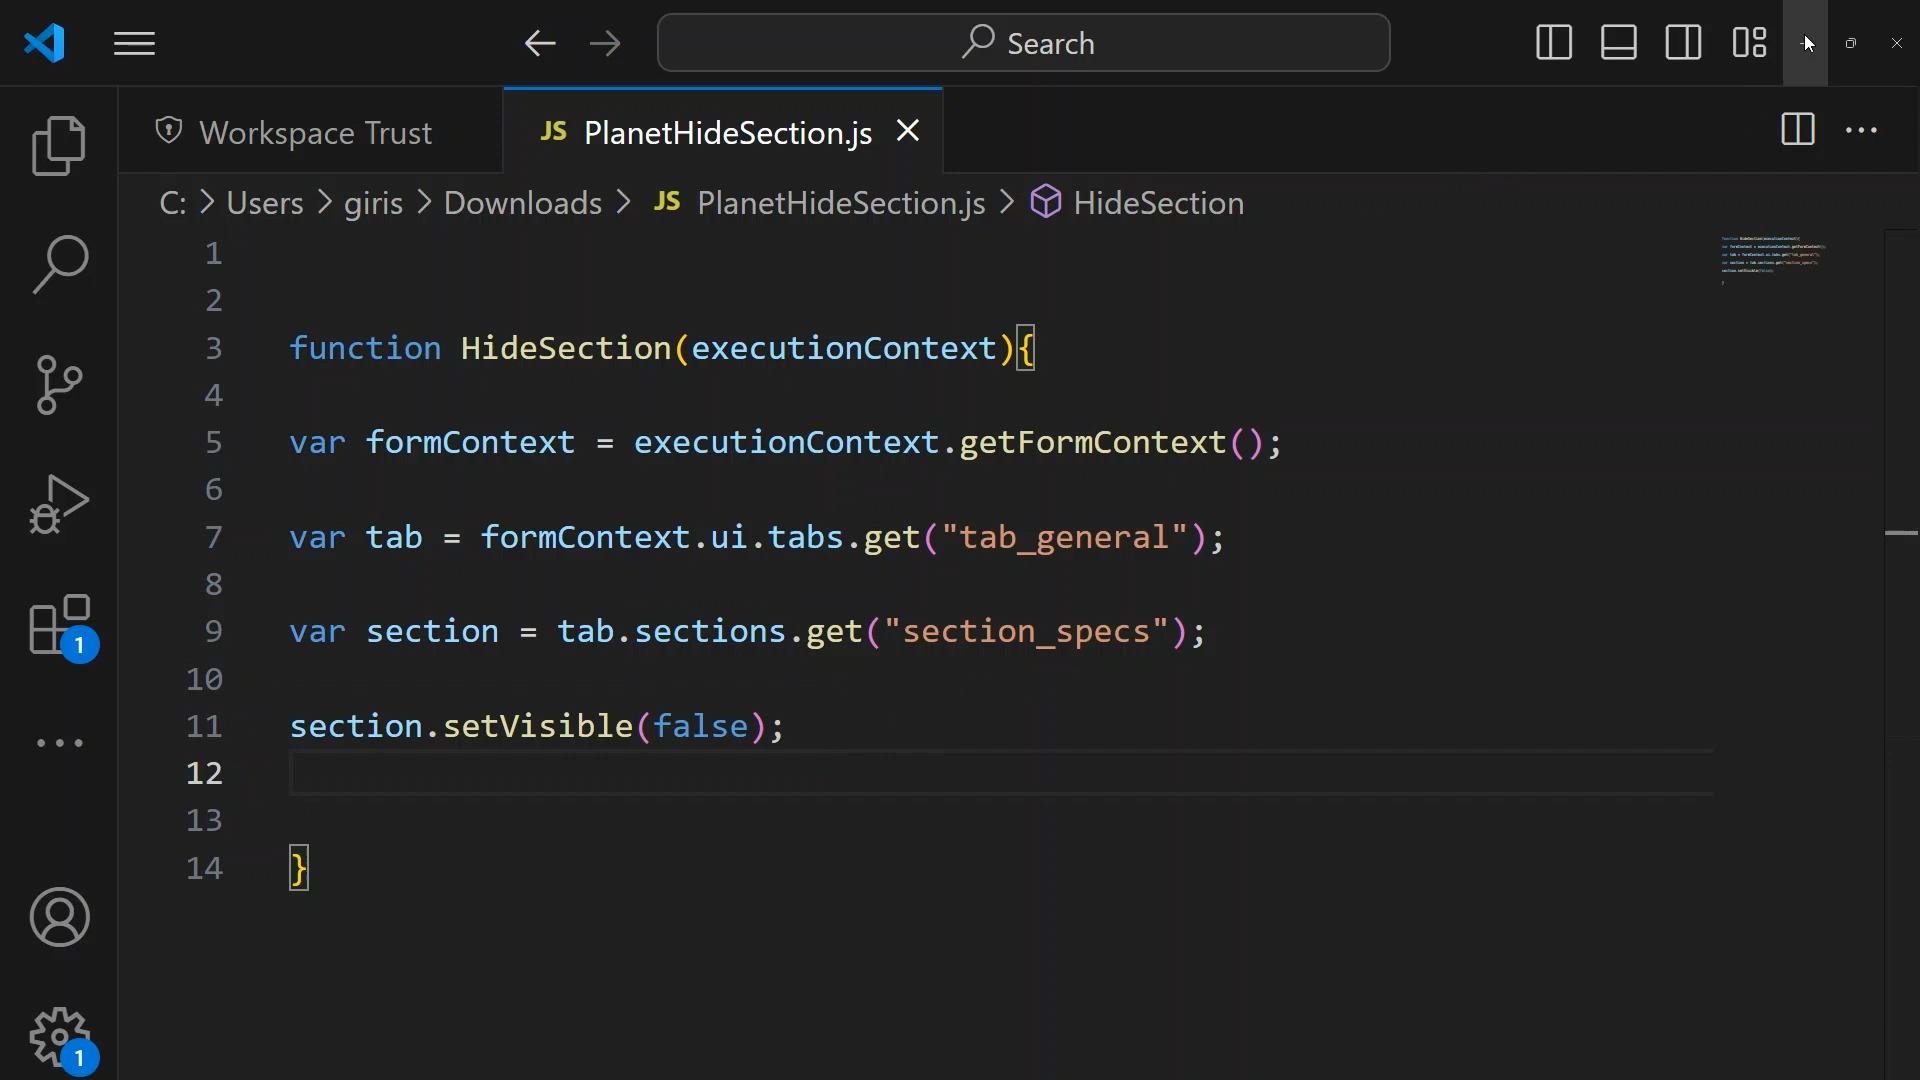 Search
Workspace Trust
JS PlanetHideSection.js
C: > Users > giris > Downloads > JS PlanetHideSection.js > HideSection
1
2
3 function HideSection(executionContext){
4
5 var formContext = executionContext.getFormContext();
6
7 var tab = formContext.ui.tabs.get("tab_general");
8
9 var section = tab.sections.get("section_specs");
10
11 section.setVisible(false);
12
13
14 }
1
1